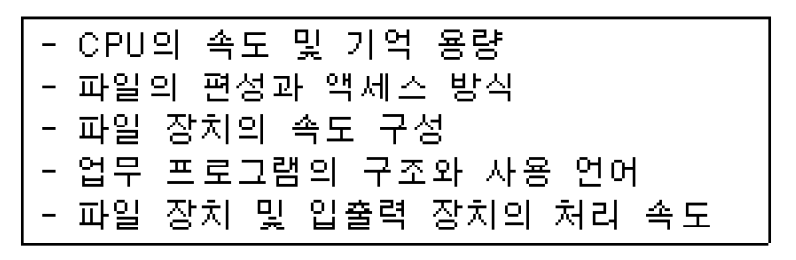 - CPU의 속도 및 기억 용량
- 파일의 편성과 액세스 방식
- 파일 장치의 속도 구성
- 업무 프로그램의 구조와 사용 언어
- 파일 장치 및 입출력 장치의 처리 속도